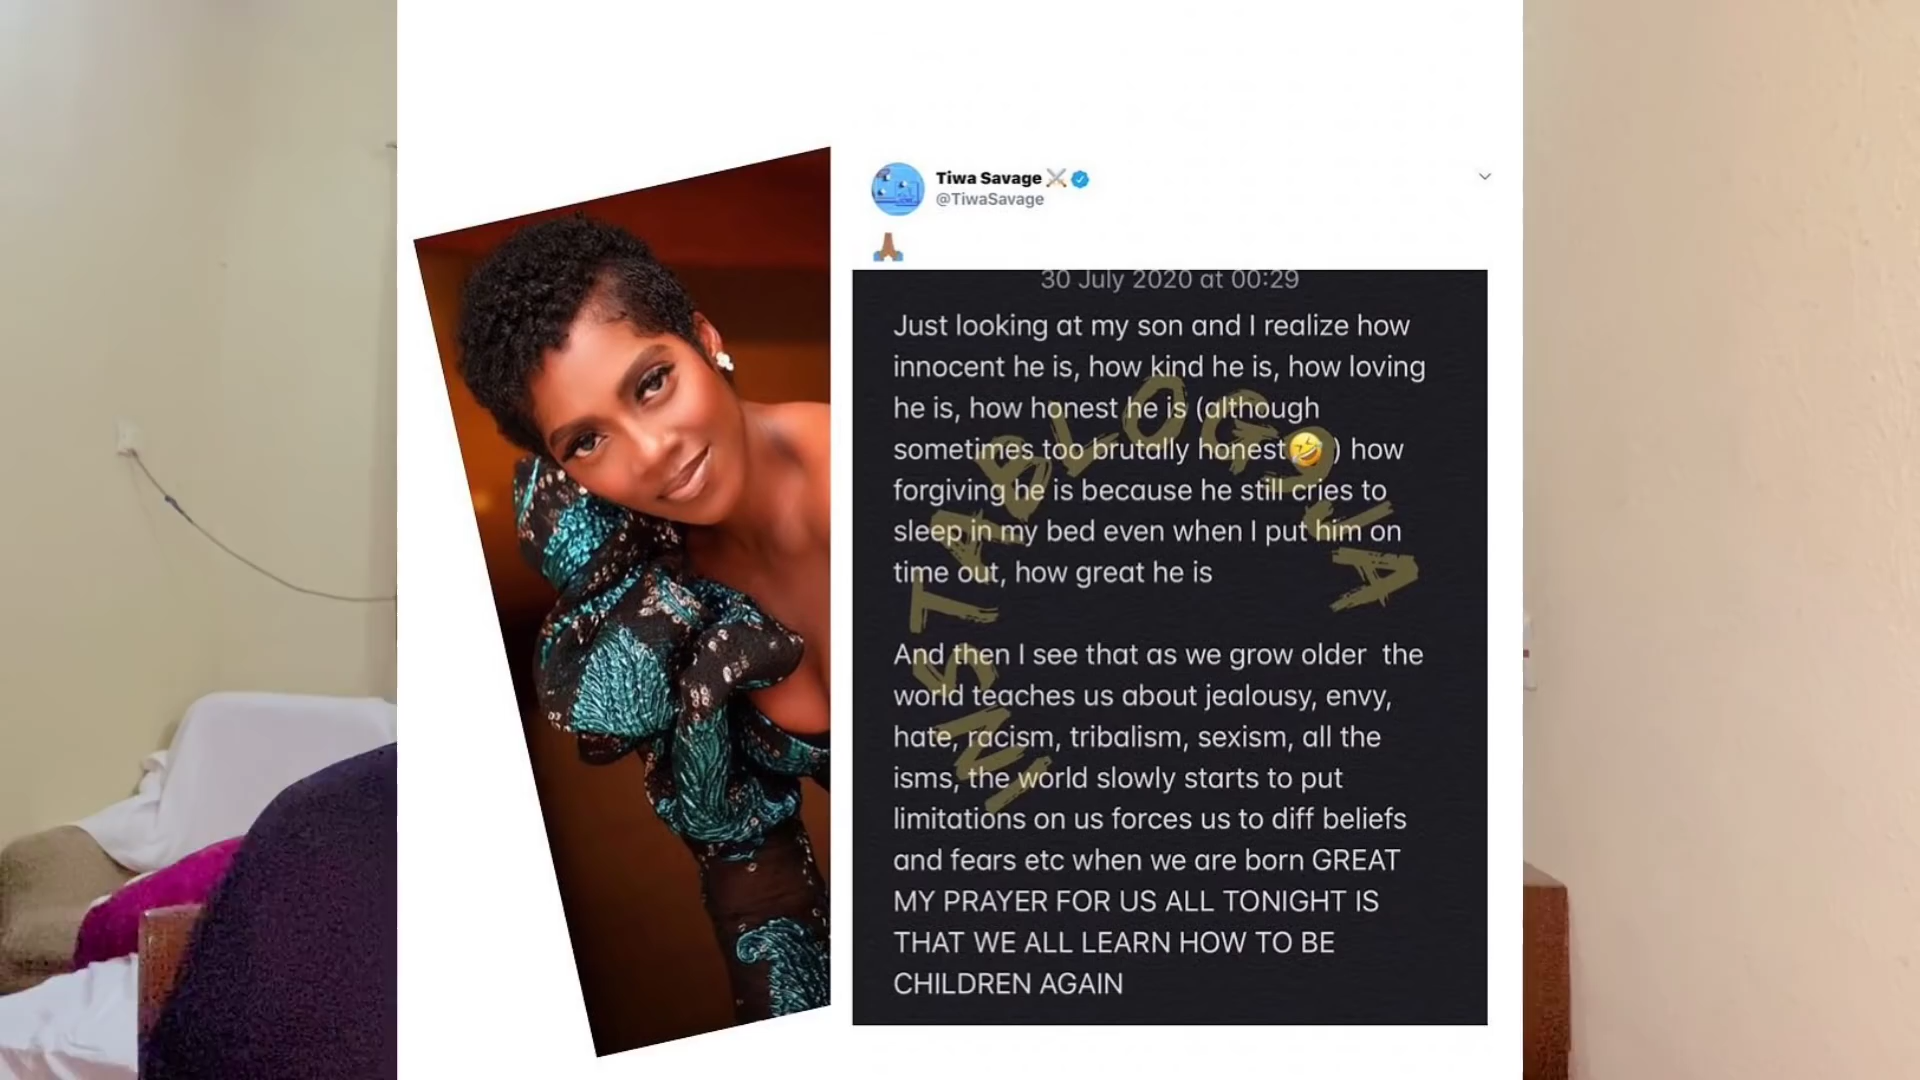 Tiwa Savage
@TiwaSavage
30 July 2020 at 00:29
Just looking at my son and I realize how
innocent he is, how kind he is, how loving
he is, how honest he is (although
sometimes too brutally honest🤣 ) how
forgiving he is because he still cries to
sleep in my bed even when I put him on
time out, how great he is
And then I see that as we grow older the
world teaches us about jealousy, envy,
hate, racism, tribalism, sexism, all the
isms, the world slowly starts to put
limitations on us forces us to diff beliefs
and fears etc when we are born GREAT
MY PRAYER FOR US ALL TONIGHT IS
THAT WE ALL LEARN HOW TO BE
CHILDREN AGAIN
INSTABLOG9JA